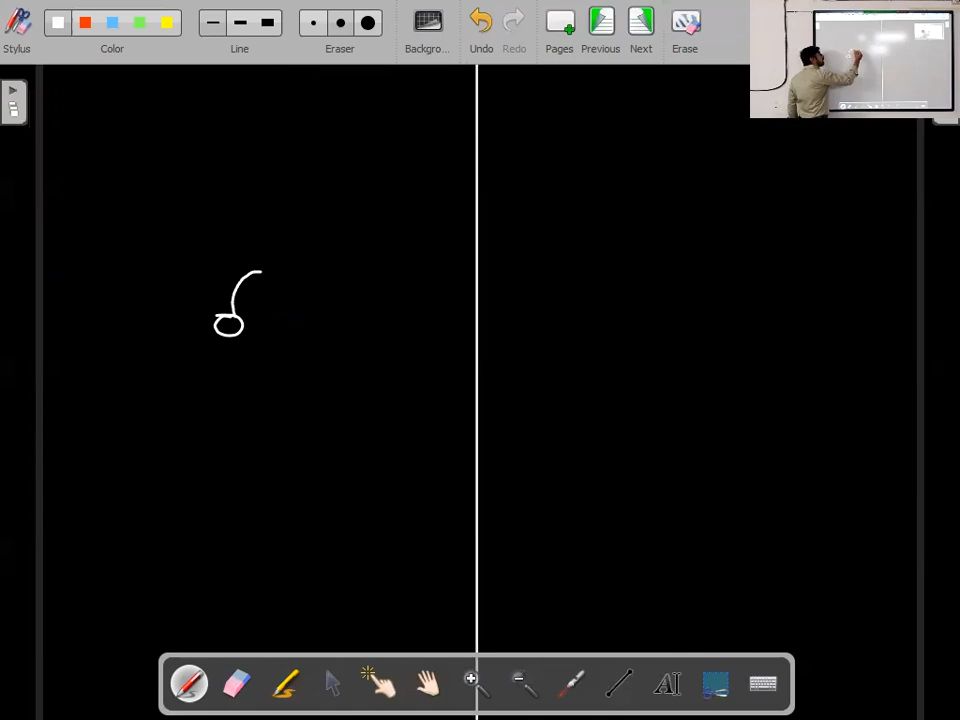 Stylus
Color
Line
Eraser
Backgro...
Undo
Redo
Pages
Previous
Next
Erase